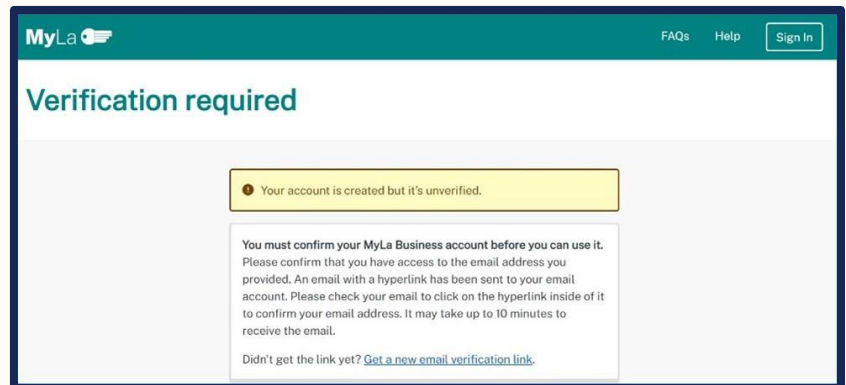 MyLa
FAQs Help Sign In
Verification required
Your account is created but it's unverified.
You must confirm your MyLa Business account before you can use it.
Please confirm that you have access to the email address you
provided. An email with a hyperlink has been sent to your email
account. Please check your email to click on the hyperlink inside of it
to confirm your email address. It may take up to 10 minutes to
receive the email.
Didn't get the link yet? Get a new email verification link.